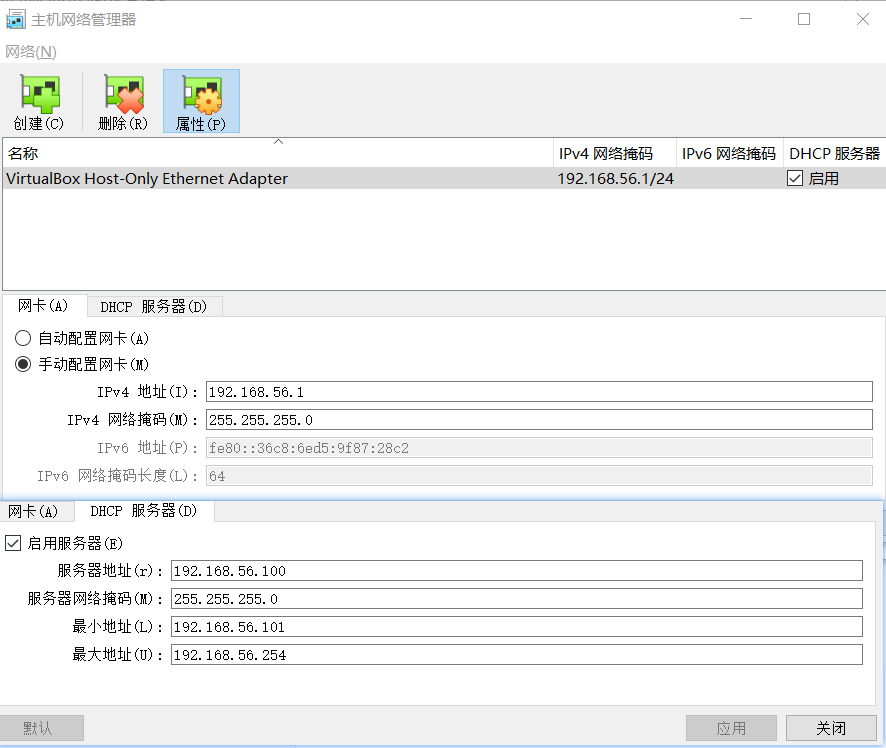 主机网络管理器
网络(N)
创建(C) 删除(R) 属性(P)
名称 IPv4 网络掩码 IPv6 网络掩码 DHCP 服务器
VirtualBox Host-Only Ethernet Adapter 192.168.56.1/24 启用
网卡(A) DHCP 服务器(D)
自动配置网卡(A)
手动配置网卡(M)
IPv4 地址(I): 192.168.56.1
IPv4 网络掩码(M): 255.255.255.0
IPv6 地址(P): fe80::36c8:6ed5:9f87:28c2
IPv6 网络掩码长度(L): 64
网卡(A) DHCP 服务器(D)
启用服务器(E)
服务器地址(r): 192.168.56.100
服务器网络掩码(M): 255.255.255.0
最小地址(L): 192.168.56.101
最大地址(U): 192.168.56.254
默认 应用 关闭